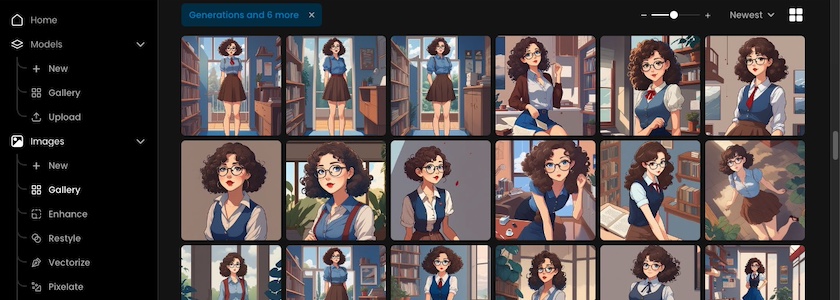 Home
Models
New
Gallery
Upload
Images
New
Gallery
Enhance
Restyle
Vectorize
Pixelate
Generations and 6 more ×
− + Newest